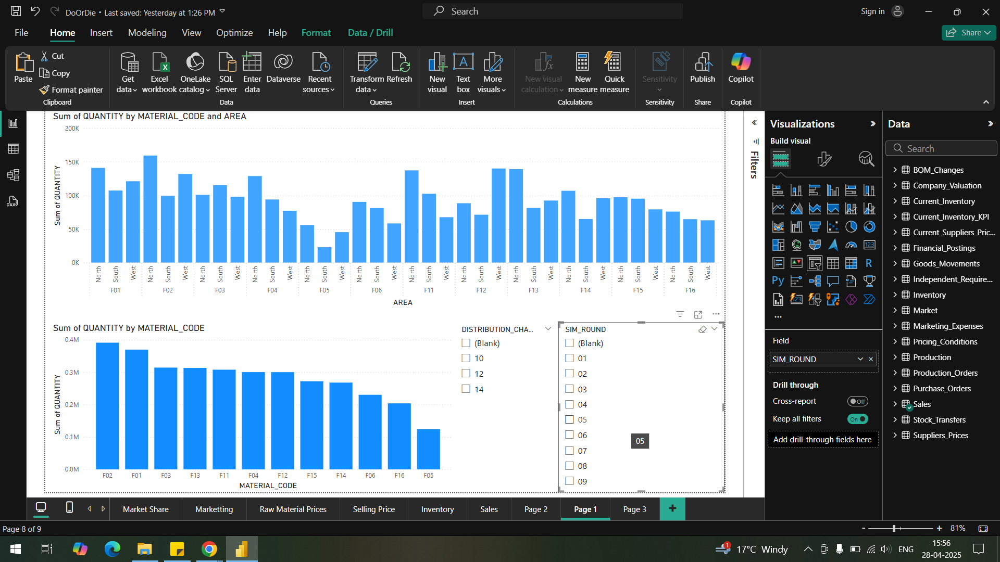 DoOrDie • Last saved: Yesterday at 1:26 PM
Search
Sign in
File Home Insert Modeling View Optimize Help Format Data / Drill
Share
Paste
Cut
Copy
Format painter
Clipboard
Get data
Excel workbook
OneLake catalog
SQL Server
Enter data
Dataverse
Recent sources
Data
Transform data
Refresh
Queries
New visual
Text box
More visuals
Insert
New visual calculation
New measure
Quick measure
Calculations
Sensitivity
Sensitivity
Publish
Share
Copilot
Copilot
Sum of QUANTITY by MATERIAL_CODE and AREA
Sum of QUANTITY
200K
150K
100K
50K
0K
North South West North South West North South West North South West North South West North South West North South West North South West North South West North South West North South West North South West
F01 F02 F03 F04 F05 F06 F11 F12 F13 F14 F15 F16
AREA
Sum of QUANTITY by MATERIAL_CODE
Sum of QUANTITY
0.4M
0.3M
0.2M
0.1M
0.0M
F02 F01 F03 F13 F11 F04 F12 F15 F14 F06 F16 F05
MATERIAL_CODE
DISTRIBUTION_CHA...
(Blank)
10
12
14
SIM_ROUND
(Blank)
01
02
03
04
05
06
07
08
09
05
Filters
Visualizations
Build visual
123
R
Py
123
Field
SIM_ROUND
Drill through
Cross-report Off
Keep all filters On
Add drill-through fields here
Data
Search
BOM_Changes
Company_Valuation
Current_Inventory
Current_Inventory_KPI
Current_Suppliers_Pric...
Financial_Postings
Goods_Movements
Independent_Require...
Inventory
Market
Marketing_Expenses
Pricing_Conditions
Production
Production_Orders
Purchase_Orders
Sales
Stock_Transfers
Suppliers_Prices
DAX
Market Share Marketting Raw Material Prices Selling Price Inventory Sales Page 2 Page 1 Page 3 +
Page 8 of 9
- + 81%
1
17°C Windy
ENG
15:56
28-04-2025